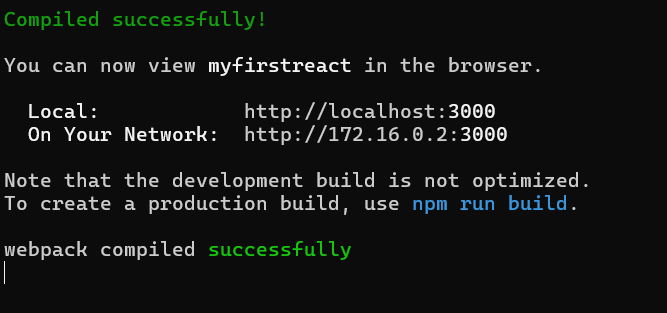 Compiled successfully!
You can now view myfirstreact in the browser.
Local: http://localhost:3000
On Your Network: http://172.16.0.2:3000
Note that the development build is not optimized.
To create a production build, use npm run build.
webpack compiled successfully